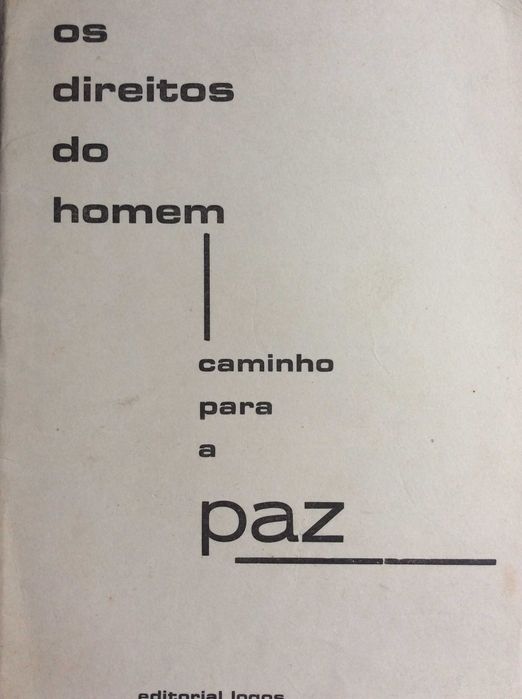 os
direitos
do
homem
caminho
para
a
paz
editorial logos